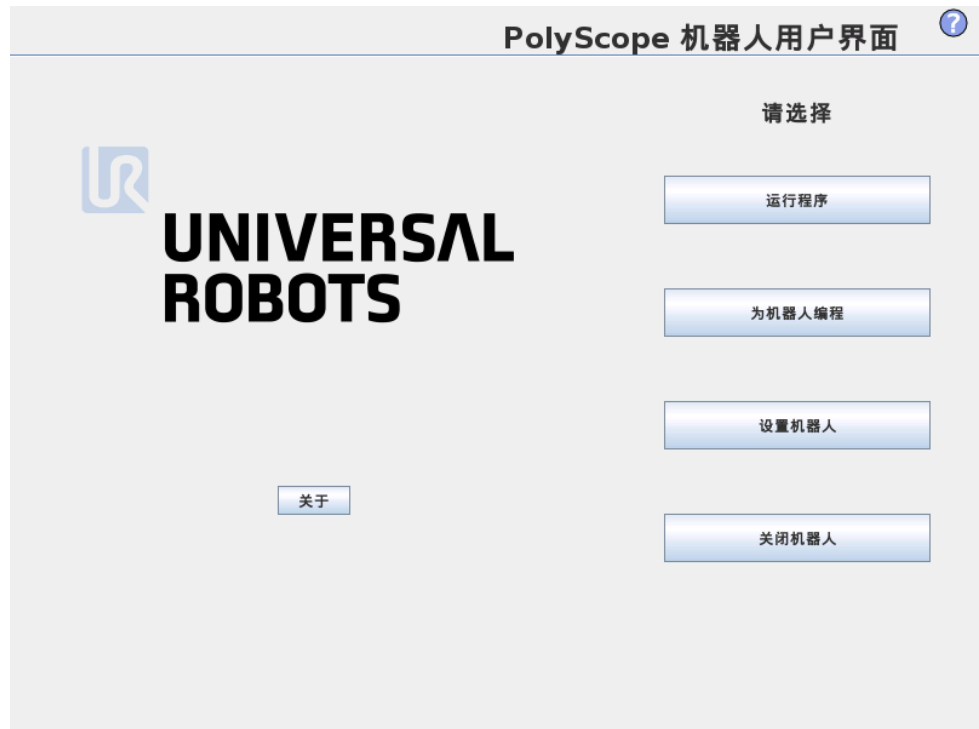 PolyScope 机器人用户界面
?
请选择
UR
UNIVERSAL
ROBOTS
运行程序
为机器人编程
设置机器人
关于
关闭机器人